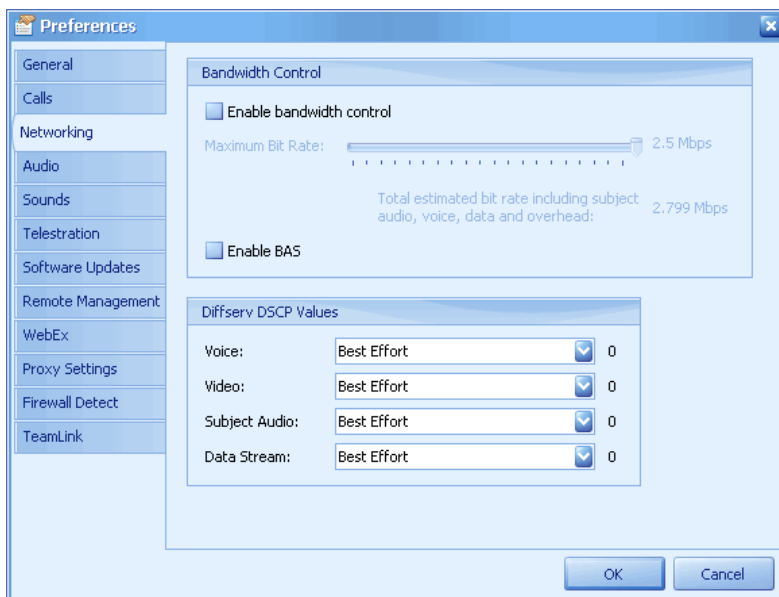 Preferences
General
Calls
Networking
Audio
Sounds
Telestration
Software Updates
Remote Management
WebEx
Proxy Settings
Firewall Detect
TeamLink
Bandwidth Control
Enable bandwidth control
Maximum Bit Rate: 2.5 Mbps
Total estimated bit rate including subject
audio, voice, data and overhead: 2.799 Mbps
Enable BAS
Diffserv DSCP Values
Voice: Best Effort 0
Video: Best Effort 0
Subject Audio: Best Effort 0
Data Stream: Best Effort 0
OK Cancel